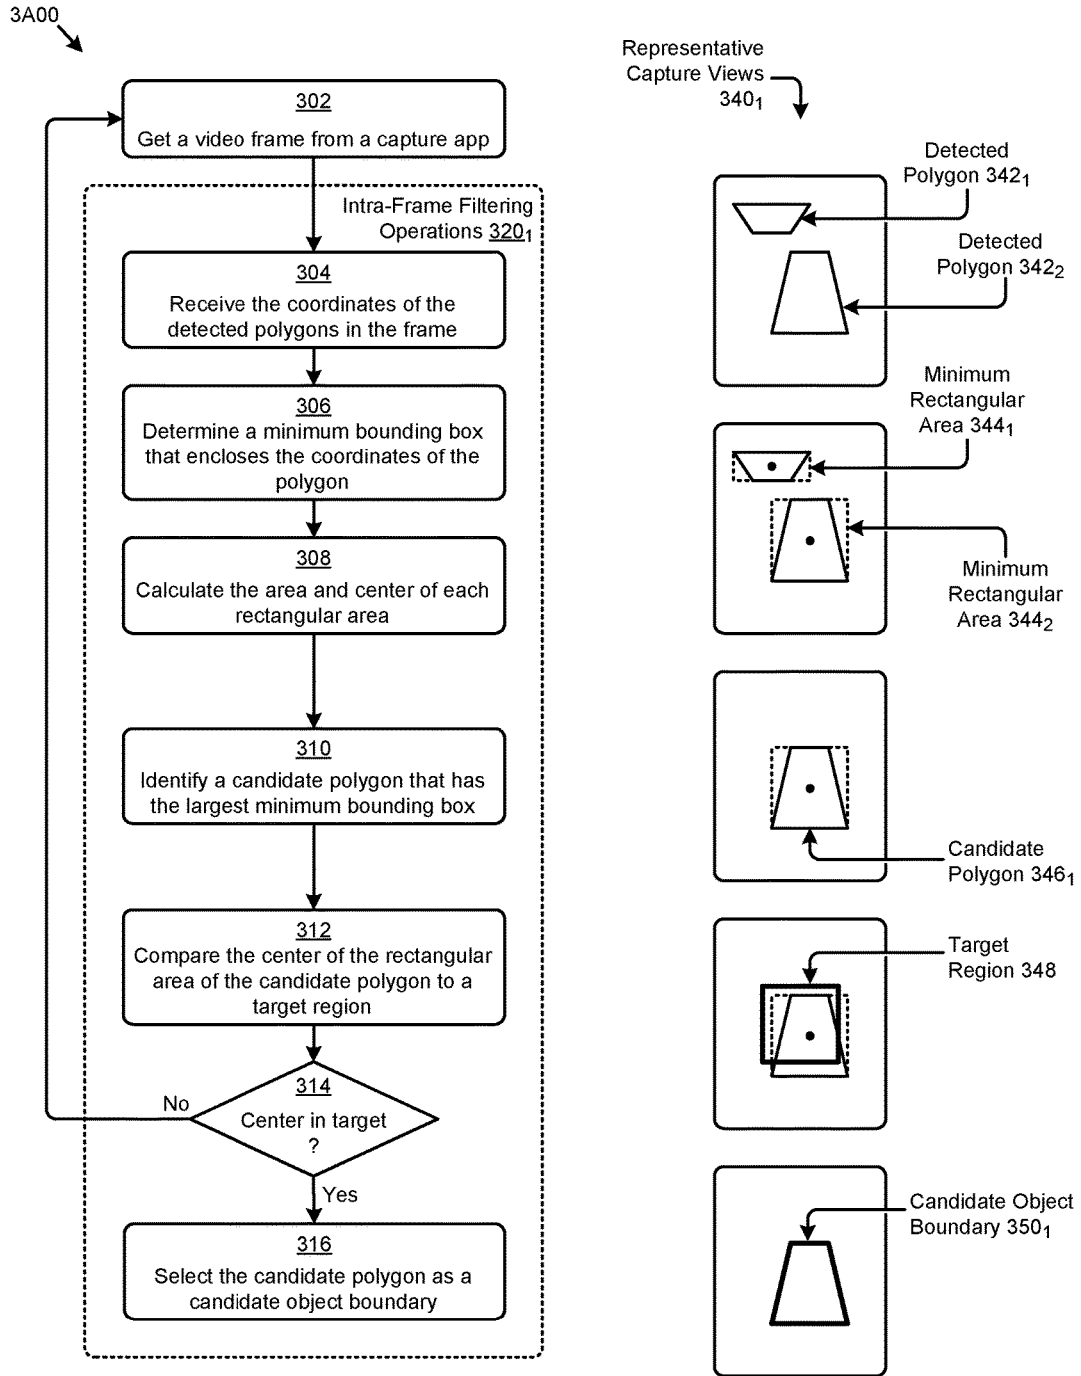 3A00
302
Get a video frame from a capture app
Intra-Frame Filtering
Operations 320₁
304
Receive the coordinates of the
detected polygons in the frame
306
Determine a minimum bounding box
that encloses the coordinates of the
polygon
308
Calculate the area and center of each
rectangular area
310
Identify a candidate polygon that has
the largest minimum bounding box
312
Compare the center of the rectangular
area of the candidate polygon to a
target region
314
Center in target
?
No
Yes
316
Select the candidate polygon as a
candidate object boundary
Representative
Capture Views
340₁
Detected
Polygon 342₁
Detected
Polygon 342₂
Minimum
Rectangular
Area 344₁
Minimum
Rectangular
Area 344₂
Candidate
Polygon 346₁
Target
Region 348
Candidate Object
Boundary 350₁